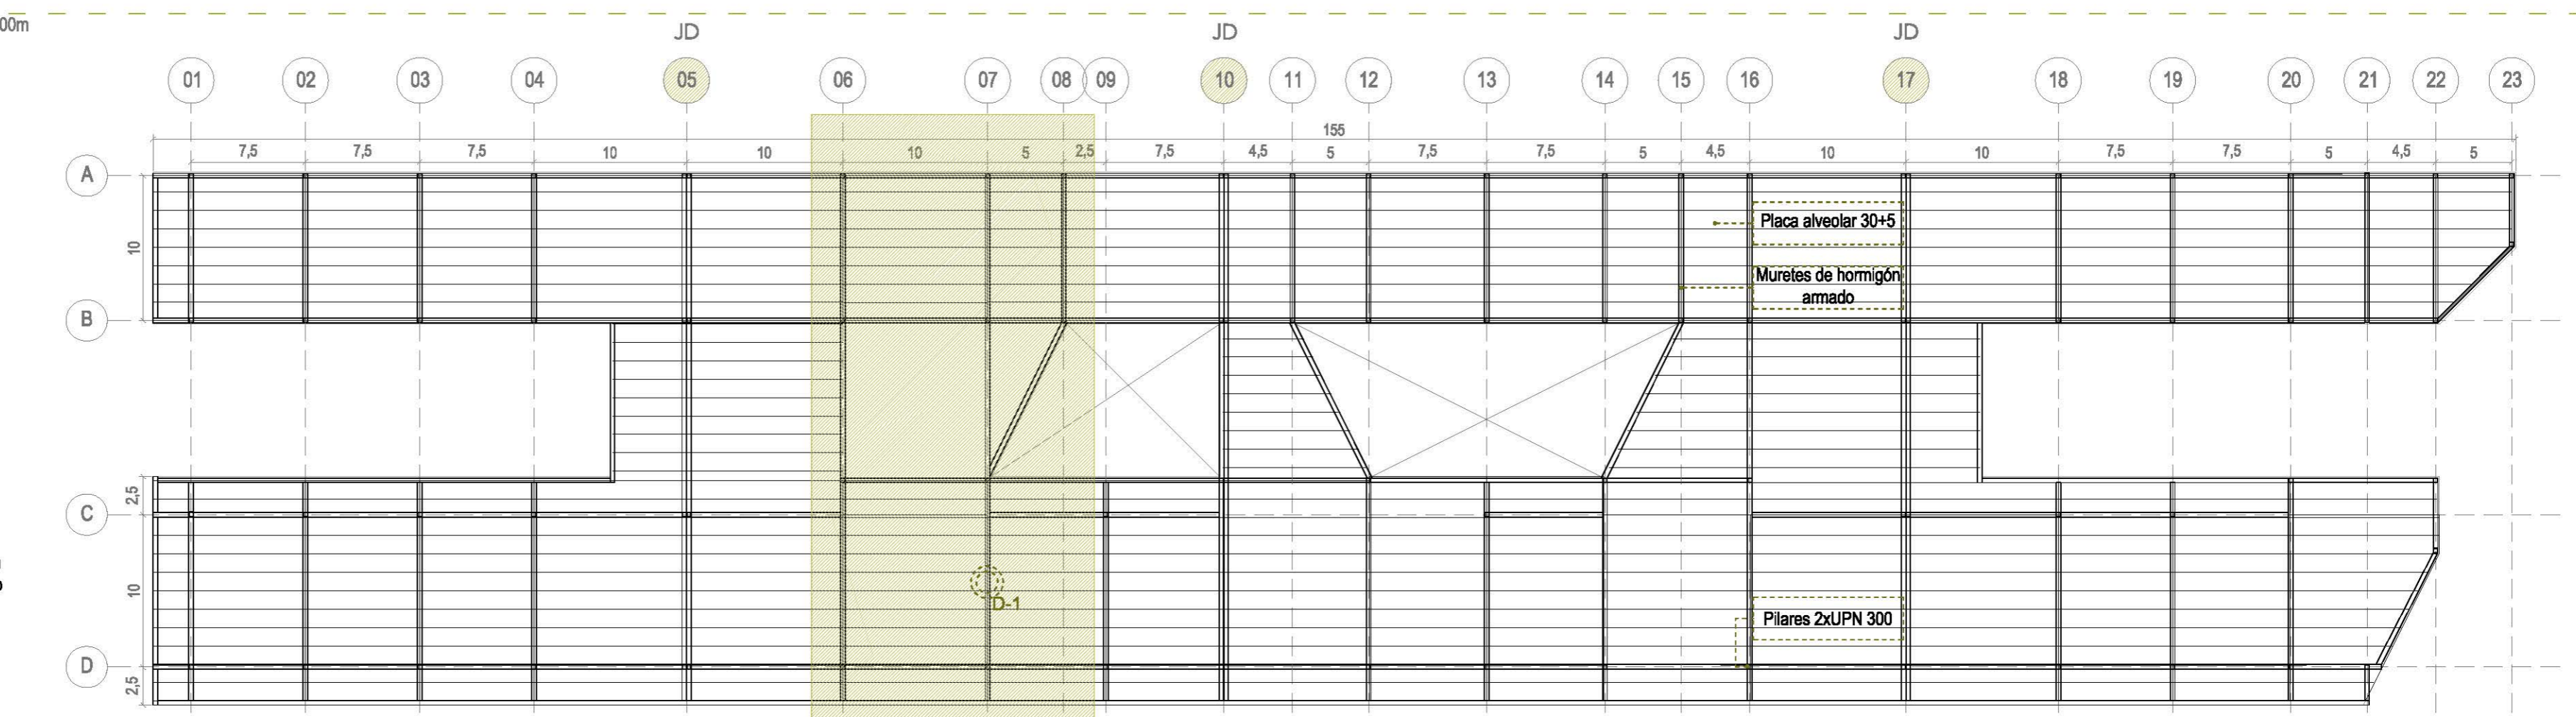 00m
JD JD JD
01 02 03 04 05 06 07 08 09 10 11 12 13 14 15 16 17 18 19 20 21 22 23
155
7,5 7,5 7,5 10 10 10 5 2,5 7,5 4,5 5 7,5 7,5 5 4,5 10 10 7,5 7,5 5 4,5 5
A
Placa alveolar 30+5
10
Muretes de hormigón
armado
B
2,5
C
10
D-1
Pilares 2xUPN 300
D
2,5